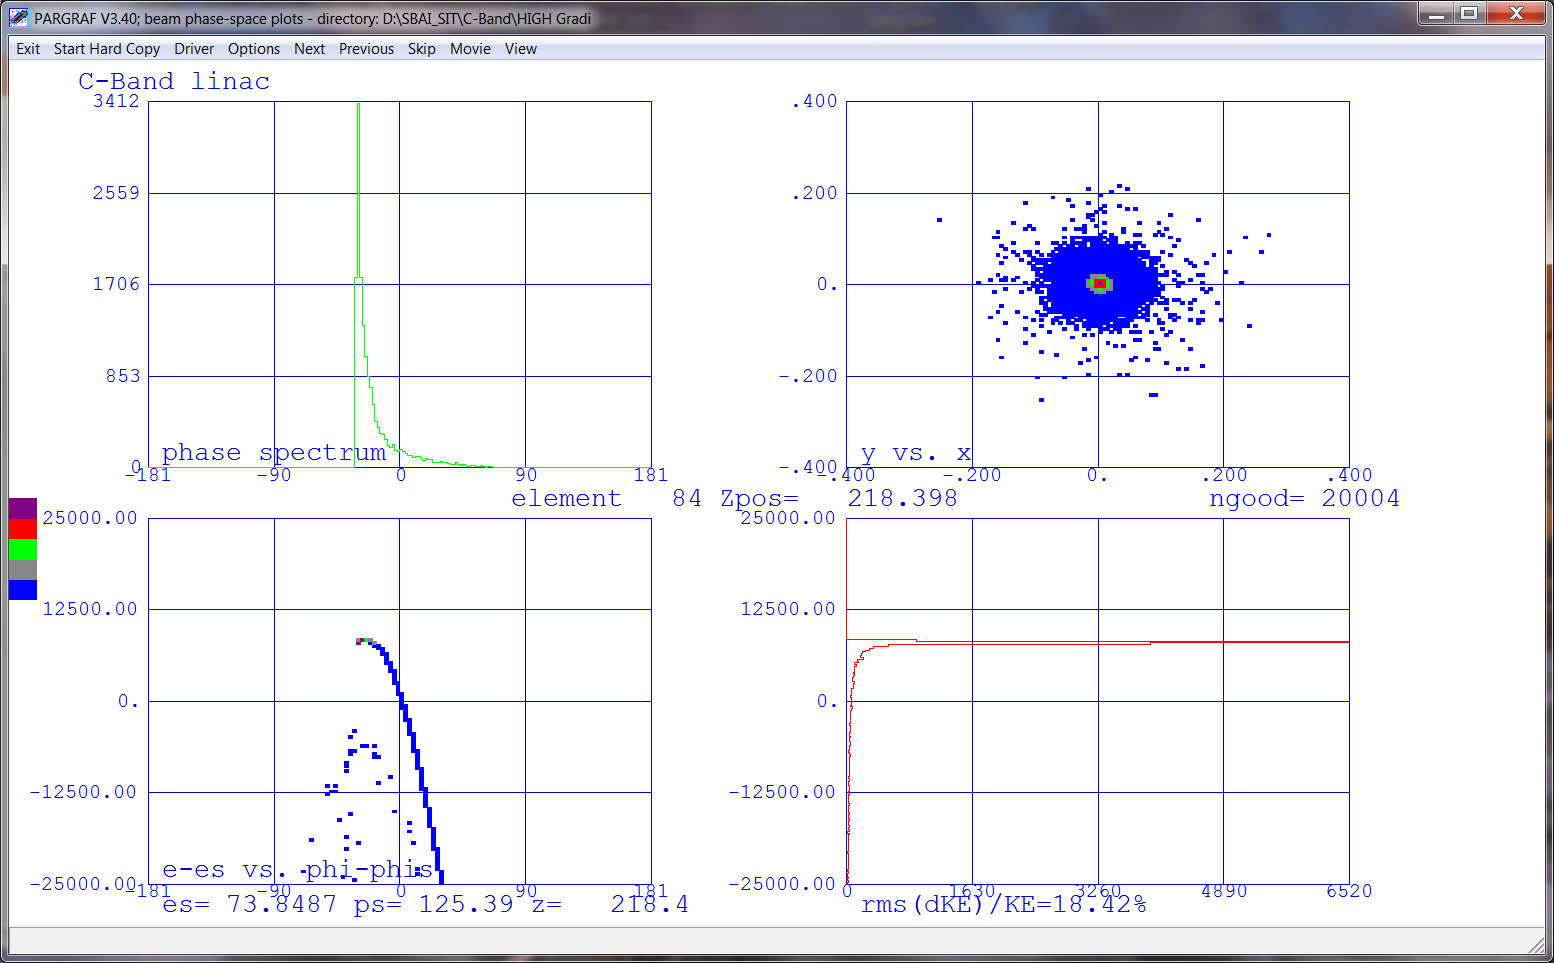 PARGRAF V3.40; beam phase-space plots - directory: D:\SBAI_SIT\C-Band\HIGH Gradi
Exit Start Hard Copy Driver Options Next Previous Skip Movie View
C-Band linac
3412
2559
1706
853
0
phase spectrum
-181 -90 0 90 181
.400
.200
0.
-.200
-.400
y vs. x
-.400 -.200 0. .200 .400
element 84 Zpos= 218.398 ngood= 20004
25000.00
12500.00
0.
-12500.00
-25000.00
e-es vs. phi-phis
-181 -90 0 90 181
es= 73.8487 ps= 125.39 z= 218.4
25000.00
12500.00
0.
-12500.00
-25000.00
0 1630 3260 4890 6520
rms(dKE)/KE=18.42%